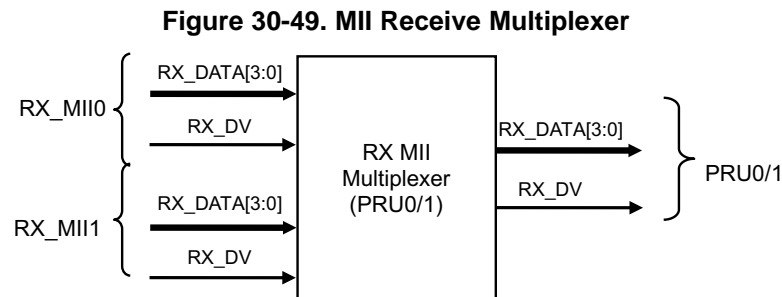 Figure 30-49. MII Receive Multiplexer
RX_MII0
RX_DATA[3:0]
RX_DV
RX_MII1
RX_DATA[3:0]
RX_DV
RX MII
Multiplexer
(PRU0/1)
RX_DATA[3:0]
RX_DV
PRU0/1